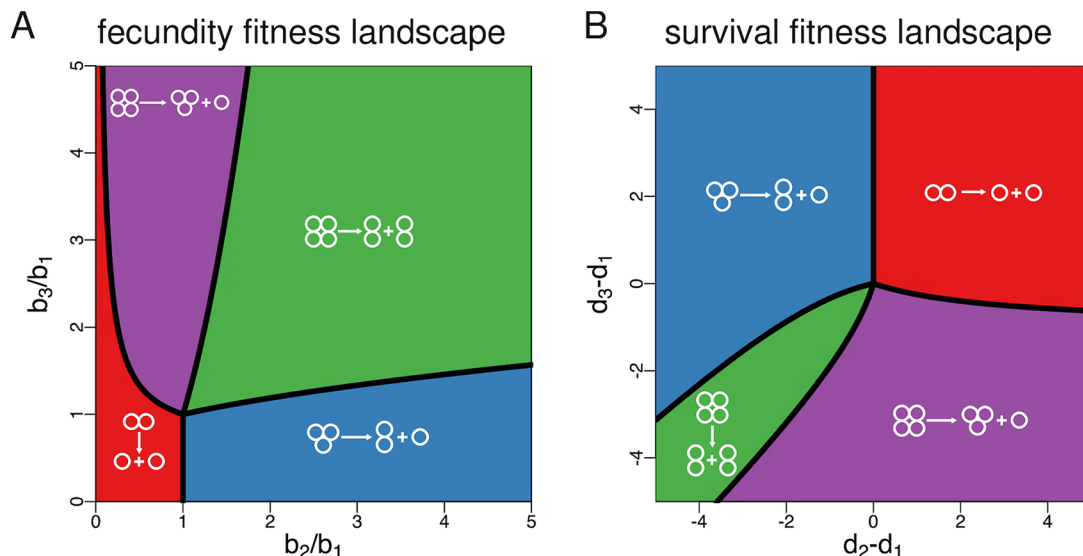 A fecundity fitness landscape
5
4
3
2
1
0
b3/b1
0 1 2 3 4 5
b2/b1
+
+
+
+
B survival fitness landscape
4
2
0
-2
-4
d3-d1
-4 -2 0 2 4
d2-d1
+
+
+
+